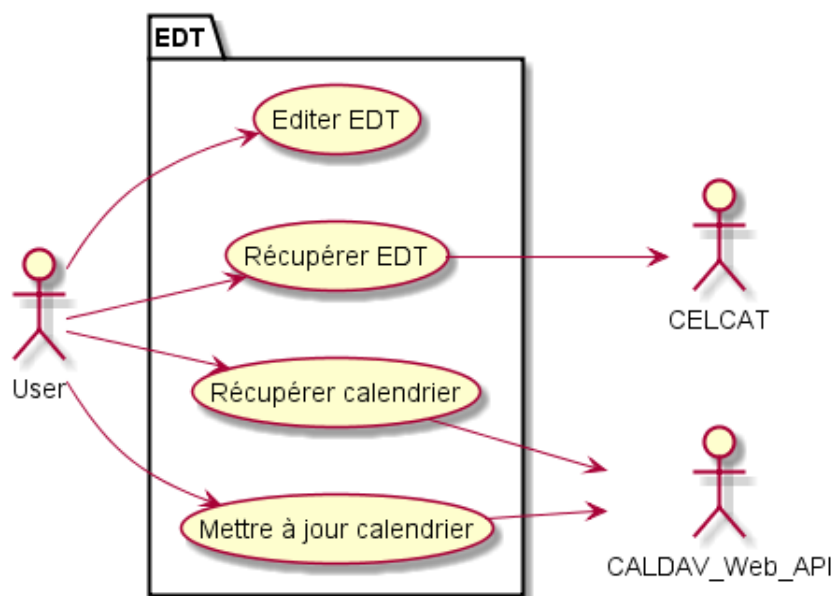 EDT
Editer EDT
Récupérer EDT
CELCAT
User
Récupérer calendrier
Mettre à jour calendrier
CALDAV_Web_API